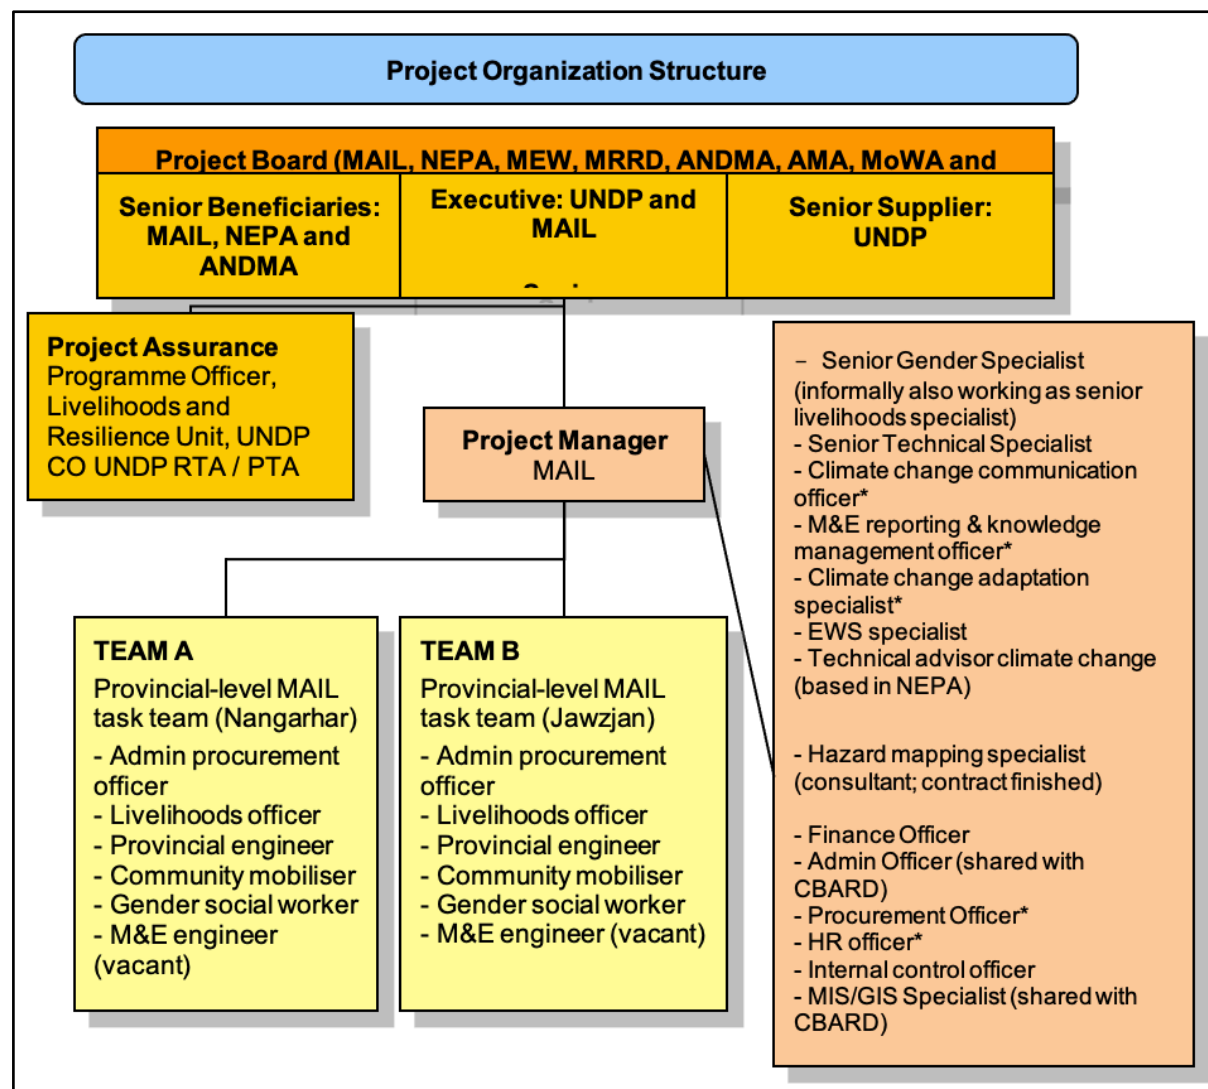 Project Organization Structure
Project Board (MAIL, NEPA, MEW, MRRD, ANDMA, AMA, MoWA and
Senior Beneficiaries:
MAIL, NEPA and
ANDMA
Executive: UNDP and
MAIL
Senior Supplier:
UNDP
Project Assurance
Programme Officer,
Livelihoods and
Resilience Unit, UNDP
CO UNDP RTA / PTA
Project Manager
MAIL
– Senior Gender Specialist
(informally also working as senior
livelihoods specialist)
- Senior Technical Specialist
- Climate change communication
officer*
- M&E reporting & knowledge
management officer*
- Climate change adaptation
specialist*
- EWS specialist
- Technical advisor climate change
(based in NEPA)
- Hazard mapping specialist
(consultant; contract finished)
- Finance Officer
- Admin Officer (shared with
CBARD)
- Procurement Officer*
- HR officer*
- Internal control officer
- MIS/GIS Specialist (shared with
CBARD)
TEAM A
Provincial-level MAIL
task team (Nangarhar)
- Admin procurement
officer
- Livelihoods officer
- Provincial engineer
- Community mobiliser
- Gender social worker
- M&E engineer
(vacant)
TEAM B
Provincial-level MAIL
task team (Jawzjan)
- Admin procurement
officer
- Livelihoods officer
- Provincial engineer
- Community mobiliser
- Gender social worker
- M&E engineer (vacant)